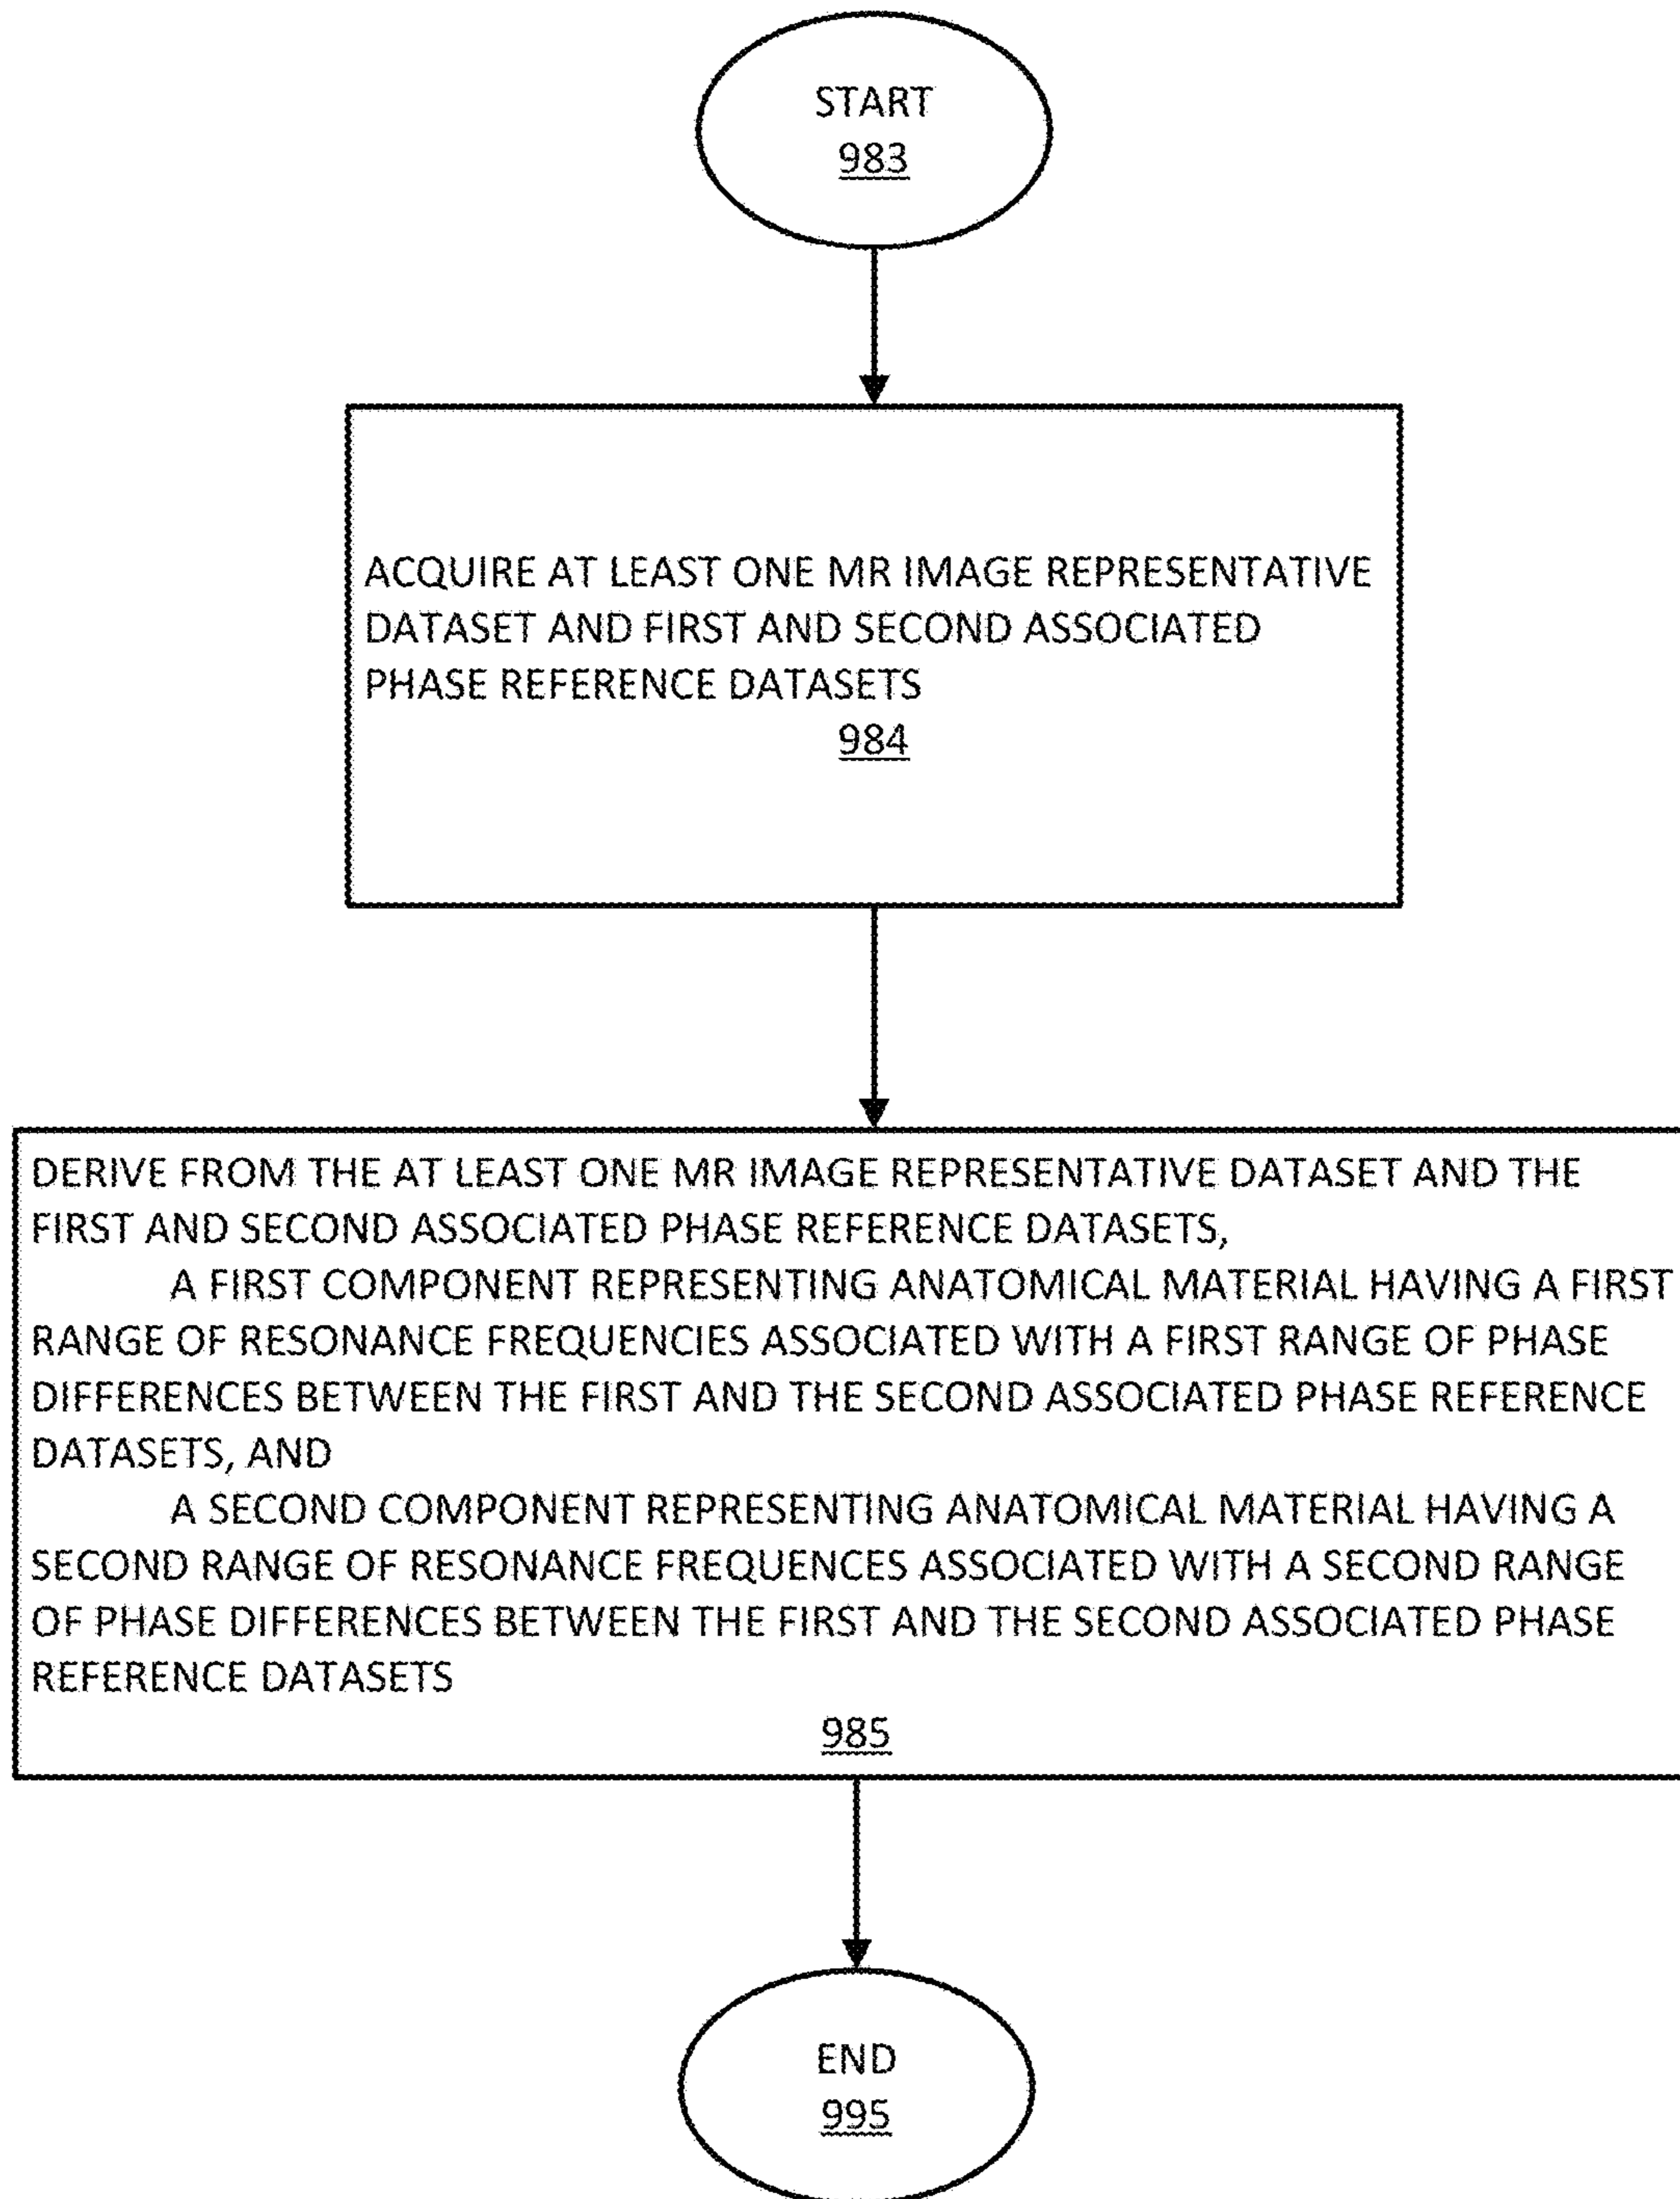 START
983
ACQUIRE AT LEAST ONE MR IMAGE REPRESENTATIVE
DATASET AND FIRST AND SECOND ASSOCIATED
PHASE REFERENCE DATASETS
984
DERIVE FROM THE AT LEAST ONE MR IMAGE REPRESENTATIVE DATASET AND THE
FIRST AND SECOND ASSOCIATED PHASE REFERENCE DATASETS,
A FIRST COMPONENT REPRESENTING ANATOMICAL MATERIAL HAVING A FIRST
RANGE OF RESONANCE FREQUENCIES ASSOCIATED WITH A FIRST RANGE OF PHASE
DIFFERENCES BETWEEN THE FIRST AND THE SECOND ASSOCIATED PHASE REFERENCE
DATASETS, AND
A SECOND COMPONENT REPRESENTING ANATOMICAL MATERIAL HAVING A
SECOND RANGE OF RESONANCE FREQUENCES ASSOCIATED WITH A SECOND RANGE
OF PHASE DIFFERENCES BETWEEN THE FIRST AND THE SECOND ASSOCIATED PHASE
REFERENCE DATASETS
985
END
995